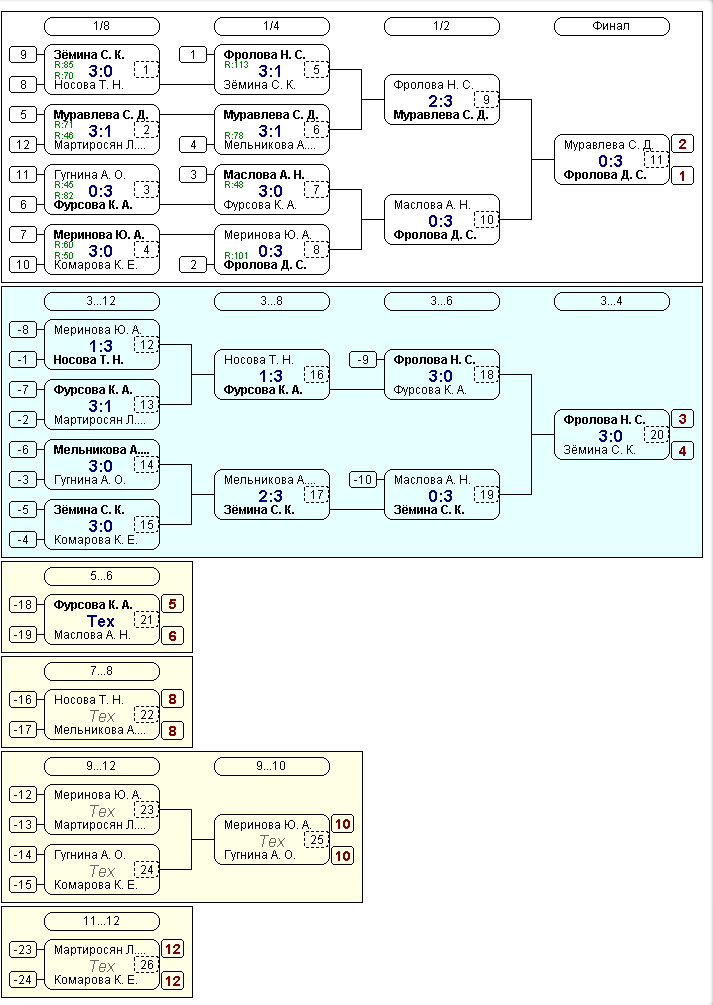 1/8 1/4 1/2 Финал
9 Зёмина С. К. R:85 R:70 3:0 1 8 Носова Т. Н.
1 Фролова Н. С. R:113 3:1 5 Зёмина С. К.
Фролова Н. С. 2:3 9 Муравлева С. Д.
5 Муравлева С. Д. R:71 R:46 3:1 2 12 Мартиросян Л....
Муравлева С. Д. R:78 3:1 6 4 Мельникова А....
Муравлева С. Д. 2 0:3 11 Фролова Д. С. 1
11 Гугнина А. О. R:45 R:82 0:3 3 6 Фурсова К. А.
3 Маслова А. Н. R:48 3:0 7 Фурсова К. А.
Маслова А. Н. 0:3 10 Фролова Д. С.
7 Меринова Ю. А. R:60 R:50 3:0 4 10 Комарова К. Е.
Меринова Ю. А. R:101 0:3 8 2 Фролова Д. С.
3...12 3...8 3...6 3...4
-8 Меринова Ю. А. 1:3 12 -1 Носова Т. Н.
Носова Т. Н. 1:3 16 Фурсова К. А.
-9 Фролова Н. С. 3:0 18 Фурсова К. А.
-7 Фурсова К. А. 3:1 13 -2 Мартиросян Л....
Фролова Н. С. 3 3:0 20 Зёмина С. К. 4
-6 Мельникова А.... 3:0 14 -3 Гугнина А. О.
Мельникова А.... 2:3 17 Зёмина С. К.
-10 Маслова А. Н. 0:3 19 Зёмина С. К.
-5 Зёмина С. К. 3:0 15 -4 Комарова К. Е.
5...6
-18 Фурсова К. А. 5
Тех 21
-19 Маслова А. Н. 6
7...8
-16 Носова Т. Н. 8
Тех 22
-17 Мельникова А.... 8
9...12 9...10
-12 Меринова Ю. А. Тех 23 -13 Мартиросян Л....
Меринова Ю. А. 10 Тех 25 Гугнина А. О. 10
-14 Гугнина А. О. Тех 24 -15 Комарова К. Е.
11...12
-23 Мартиросян Л.... 12
Тех 26
-24 Комарова К. Е. 12